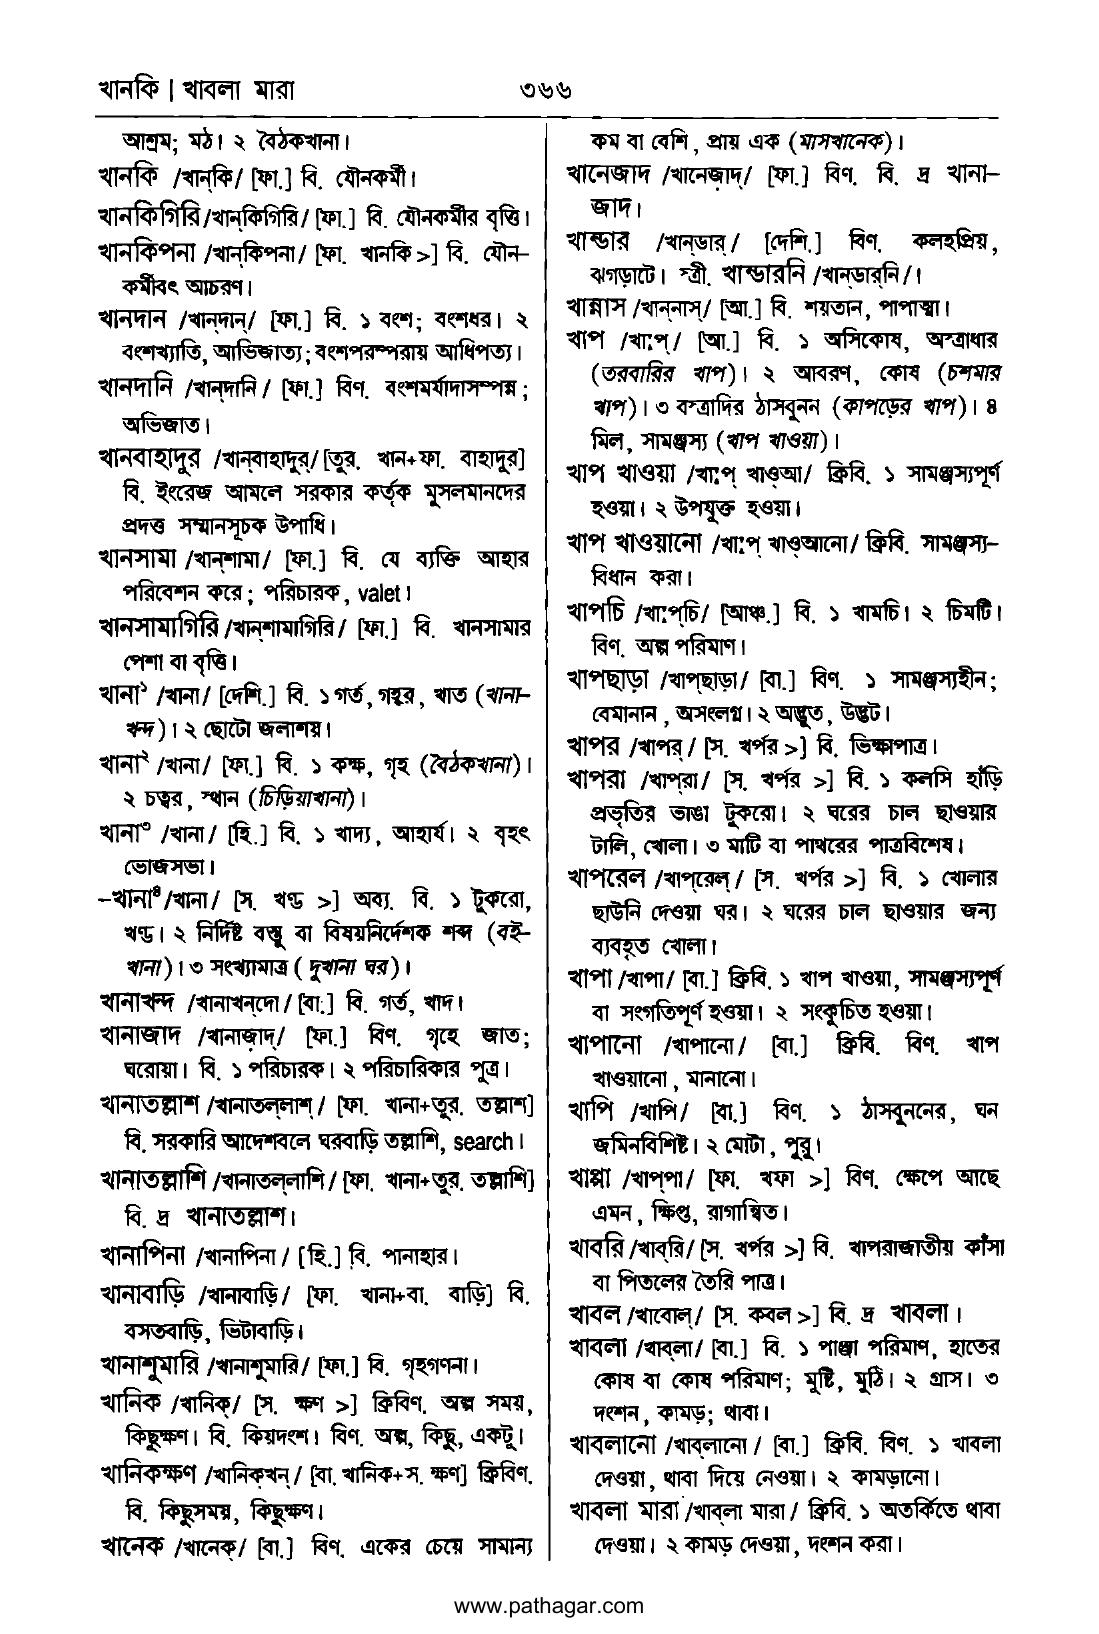 খানকি | খাবলা মারা
৩৬৬
আশ্রম; মঠ। ২ বৈঠকখানা।
খানকি /খান্‌কি/ [ফা.] বি. যৌনকর্মী।
খানকিগিরি /খান্‌কিগিরি/ [ফা.] বি. যৌনকর্মীর বৃত্তি।
খানকিপনা /খান্‌কিপনা/ [ফা. খানকি >] বি. যৌন-
কর্মীবৎ আচরণ।
খানদান /খান্‌দান্/ [ফা.] বি. ১ বংশ; বংশধর। ২
বংশখ্যাতি, আভিজাত্য; বংশপরম্পরায় আধিপত্য।
খানদানি /খান্‌দানি/ [ফা.] বিণ. বংশমর্যাদাসম্পন্ন;
অভিজাত।
খানবাহাদুর /খান্‌বাহাদুর্/ [তুর. খান+ফা. বাহাদুর]
বি. ইংরেজ আমলে সরকার কর্তৃক মুসলমানদের
প্রদত্ত সম্মানসূচক উপাধি।
খানসামা /খান্‌শামা/ [ফা.] বি. যে ব্যক্তি আহার
পরিবেশন করে; পরিচারক, valet।
খানসামাগিরি /খান্‌শামাগিরি/ [ফা.] বি. খানসামার
পেশা বা বৃত্তি।
খানা১ /খানা/ [দেশি.] বি. ১ গর্ত, গহ্বর, খাত (খানা-
খন্দ)। ২ ছোটো জলাশয়।
খানা২ /খানা/ [ফা.] বি. ১ কক্ষ, গৃহ (বৈঠকখানা)।
২ চত্বর, স্থান (চিড়িয়াখানা)।
খানা৩ /খানা/ [হি.] বি. ১ খাদ্য, আহার্য। ২ বৃহৎ
ভোজসভা।
-খানা৪ /খানা/ [স. খণ্ড >] অব্য. বি. ১ টুকরো,
খণ্ড। ২ নির্দিষ্ট বস্তু বা বিষয়নির্দেশক শব্দ (বই-
খানা)। ৩ সংখ্যামাত্র (দুখানা ঘর)।
খানাখন্দ /খানাখন্‌দো/ [বা.] বি. গর্ত, খাদ।
খানাজাদ /খানাজ়াদ্/ [ফা.] বিণ. গৃহে জাত;
ঘরোয়া। বি. ১ পরিচারক। ২ পরিচারিকার পুত্র।
খানাতল্লাশ /খানাতল্‌লাশ্/ [ফা. খানা+তুর. তল্লাশ]
বি. সরকারি আদেশবলে ঘরবাড়ি তল্লাশি, search।
খানাতল্লাশি /খানাতল্‌লাশি/ [ফা. খানা+তুর. তল্লাশি]
বি. দ্র খানাতল্লাশ।
খানাপিনা /খানাপিনা/ [হি.] বি. পানাহার।
খানাবাড়ি /খানাবাড়ি/ [ফা. খানা+বা. বাড়ি] বি.
বসতবাড়ি, ভিটাবাড়ি।
খানাশুমারি /খানাশুমারি/ [ফা.] বি. গৃহগণনা।
খানিক /খানিক্/ [স. ক্ষণ >] ক্রিবিণ. অল্প সময়,
কিছুক্ষণ। বি. কিয়দংশ। বিণ. অল্প, কিছু, একটু।
খানিকক্ষণ /খানিক্‌খন্/ [বা. খানিক+স. ক্ষণ] ক্রিবিণ.
বি. কিছুসময়, কিছুক্ষণ।
খানেক /খানেক্/ [বা.] বিণ. একের চেয়ে সামান্য
কম বা বেশি, প্রায় এক (মাসখানেক)।
খানেজাদ /খানেজ়াদ্/ [ফা.] বিণ. বি. দ্র খানা-
জাদ।
খান্ডার /খান্‌ডার্/ [দেশি.] বিণ. কলহপ্রিয়,
ঝগড়াটে। স্ত্রী. খান্ডারনি /খান্‌ডার্‌নি/।
খান্নাস /খান্‌নাস্/ [আ.] বি. শয়তান, পাপাত্মা।
খাপ /খা:প্/ [আ.] বি. ১ অসিকোষ, অস্ত্রাধার
(তরবারির খাপ)। ২ আবরণ, কোষ (চশমার
খাপ)। ৩ বস্ত্রাদির ঠাসবুনন (কাপড়ের খাপ)। ৪
মিল, সামঞ্জস্য (খাপ খাওয়া)।
খাপ খাওয়া /খা:প্ খাও্আ/ ক্রিবি. ১ সামঞ্জস্যপূর্ণ
হওয়া। ২ উপযুক্ত হওয়া।
খাপ খাওয়ানো /খা:প্ খাও্আনো/ ক্রিবি. সামঞ্জস্য-
বিধান করা।
খাপচি /খা:প্‌চি/ [আঞ্চ.] বি. ১ খামচি। ২ চিমটি।
বিণ. অল্প পরিমাণ।
খাপছাড়া /খাপ্‌ছাড়া/ [বা.] বিণ. ১ সামঞ্জস্যহীন;
বেমানান, অসংলগ্ন। ২ অদ্ভুত, উদ্ভট।
খাপর /খাপর্/ [স. খর্পর >] বি. ভিক্ষাপাত্র।
খাপরা /খাপ্‌রা/ [স. খর্পর >] বি. ১ কলসি হাঁড়ি
প্রভৃতির ভাঙা টুকরো। ২ ঘরের চাল ছাওয়ার
টালি, খোলা। ৩ মাটি বা পাথরের পাত্রবিশেষ।
খাপরেল /খাপ্‌রেল্/ [স. খর্পর >] বি. ১ খোলার
ছাউনি দেওয়া ঘর। ২ ঘরের চাল ছাওয়ার জন্য
ব্যবহৃত খোলা।
খাপা /খাপা/ [বা.] ক্রিবি. ১ খাপ খাওয়া, সামঞ্জস্যপূর্ণ
বা সংগতিপূর্ণ হওয়া। ২ সংকুচিত হওয়া।
খাপানো /খাপানো/ [বা.] ক্রিবি. বিণ. খাপ
খাওয়ানো, মানানো।
খাপি /খাপি/ [বা.] বিণ. ১ ঠাসবুননের, ঘন
জমিনবিশিষ্ট। ২ মোটা, পুরু।
খাপ্পা /খাপ্‌পা/ [ফা. খফা >] বিণ. ক্ষেপে আছে
এমন, ক্ষিপ্ত, রাগান্বিত।
খাবরি /খাব্‌রি/ [স. খর্পর >] বি. খাপরাজাতীয় কাঁসা
বা পিতলের তৈরি পাত্র।
খাবল /খাবোল্/ [স. কবল >] বি. দ্র খাবলা।
খাবলা /খাব্‌লা/ [বা.] বি. ১ পাঞ্জা পরিমাণ, হাতের
কোষ বা কোষ পরিমাণ; মুষ্টি, মুঠি। ২ গ্রাস। ৩
দংশন, কামড়; থাবা।
খাবলানো /খাব্‌লানো/ [বা.] ক্রিবি. বিণ. ১ খাবলা
দেওয়া, থাবা দিয়ে নেওয়া। ২ কামড়ানো।
খাবলা মারা /খাব্‌লা মারা/ ক্রিবি. ১ অতর্কিতে থাবা
দেওয়া। ২ কামড় দেওয়া, দংশন করা।
www.pathagar.com